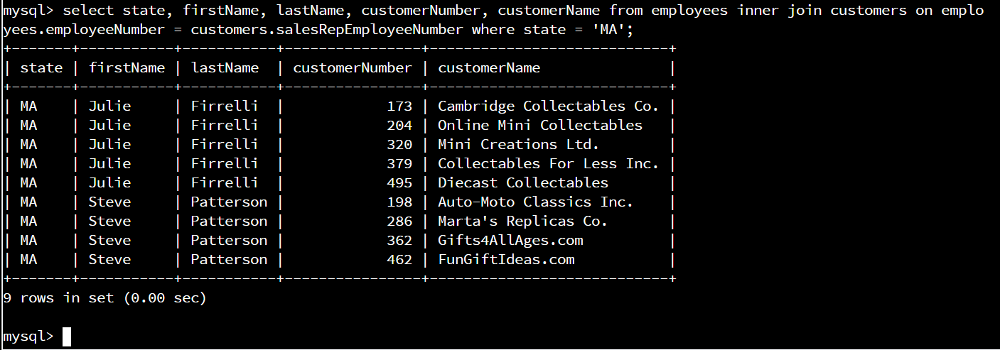 mysql> select state, firstName, lastName, customerNumber, customerName from employees inner join customers on emplo
yees.employeeNumber = customers.salesRepEmployeeNumber where state = 'MA';
+-------+-----------+-----------+----------------+----------------------------+
| state | firstName | lastName  | customerNumber | customerName               |
+-------+-----------+-----------+----------------+----------------------------+
| MA    | Julie     | Firrelli  |            173 | Cambridge Collectables Co. |
| MA    | Julie     | Firrelli  |            204 | Online Mini Collectables   |
| MA    | Julie     | Firrelli  |            320 | Mini Creations Ltd.        |
| MA    | Julie     | Firrelli  |            379 | Collectables For Less Inc. |
| MA    | Julie     | Firrelli  |            495 | Diecast Collectables       |
| MA    | Steve     | Patterson |            198 | Auto-Moto Classics Inc.    |
| MA    | Steve     | Patterson |            286 | Marta's Replicas Co.       |
| MA    | Steve     | Patterson |            362 | Gifts4AllAges.com          |
| MA    | Steve     | Patterson |            462 | FunGiftIdeas.com           |
+-------+-----------+-----------+----------------+----------------------------+
9 rows in set (0.00 sec)
mysql>